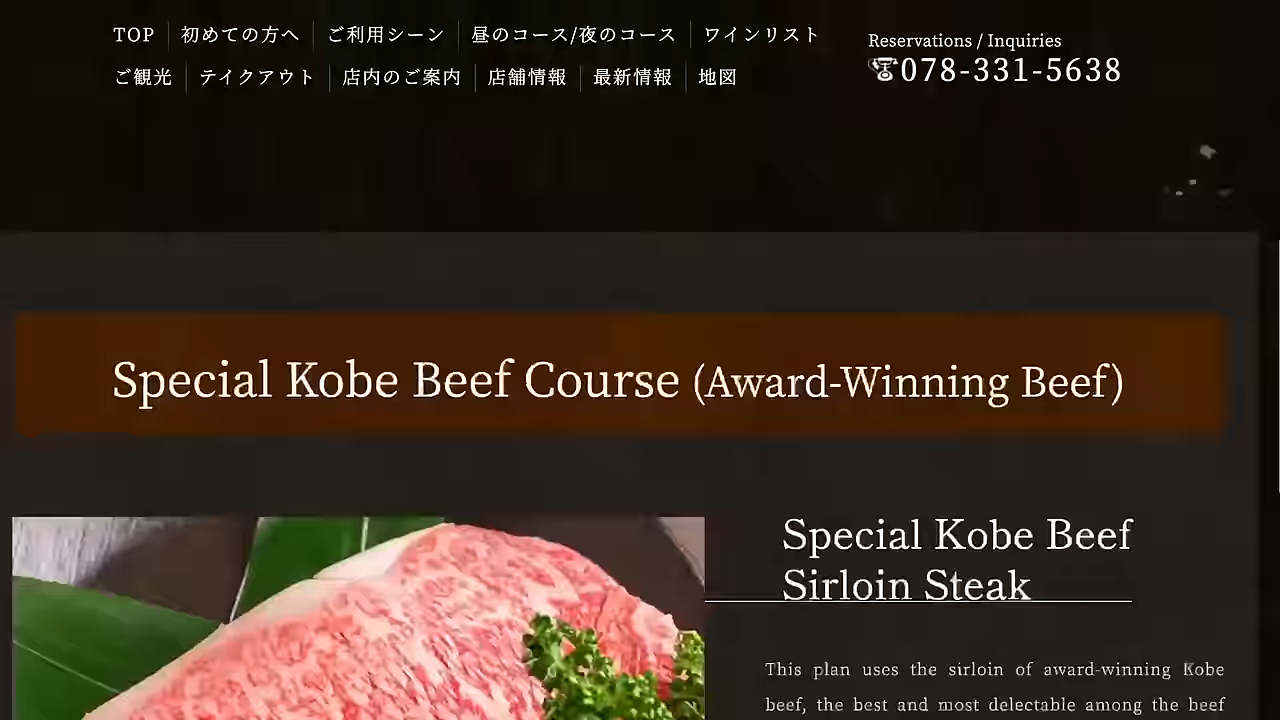 TOP 初めての方へ ご利用シーン 昼のコース/夜のコース ワインリスト
ご観光 テイクアウト 店内のご案内 店舗情報 最新情報 地図
Reservations / Inquiries
078-331-5638
Special Kobe Beef Course (Award-Winning Beef)
Special Kobe Beef
Sirloin Steak
This plan uses the sirloin of award-winning Kobe
beef, the best and most delectable among the beef